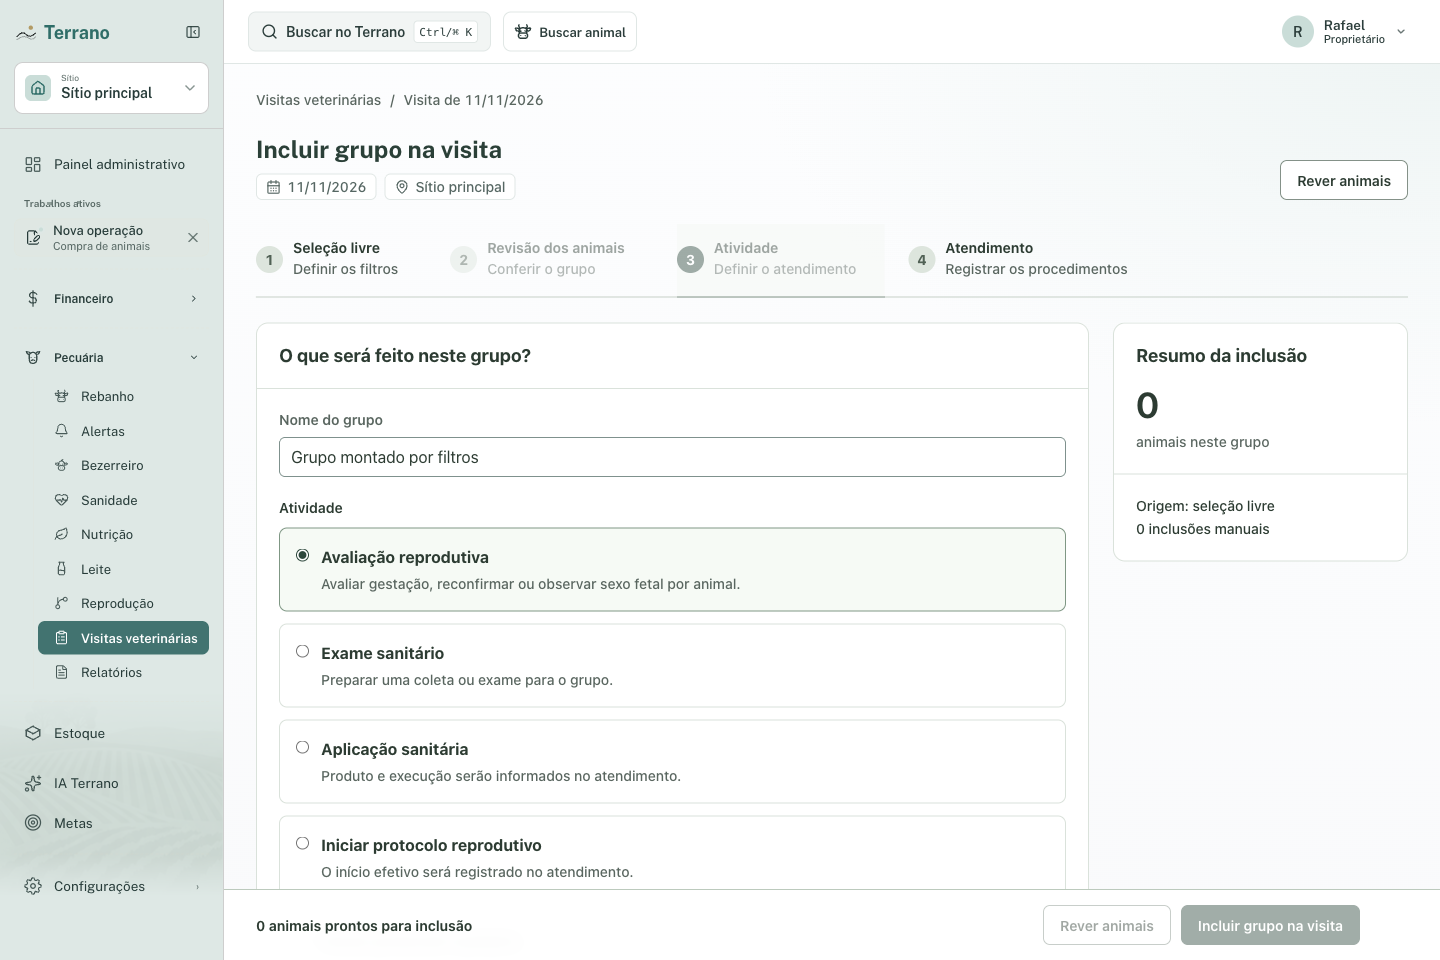 Terrano
Sítio
Sítio principal
Painel administrativo
Trabalhos ativos
Nova operação
Compra de animais
Financeiro
Pecuária
Rebanho
Alertas
Bezerreiro
Sanidade
Nutrição
Leite
Reprodução
Visitas veterinárias
Relatórios
Estoque
IA Terrano
Metas
Configurações
Buscar no Terrano Ctrl/⌘ K
Buscar animal
R
Rafael
Proprietário
Visitas veterinárias / Visita de 11/11/2026
Incluir grupo na visita
11/11/2026
Sítio principal
Rever animais
1
Seleção livre
Definir os filtros
2
Revisão dos animais
Conferir o grupo
3
Atividade
Definir o atendimento
4
Atendimento
Registrar os procedimentos
O que será feito neste grupo?
Nome do grupo
Grupo montado por filtros
Atividade
Avaliação reprodutiva
Avaliar gestação, reconfirmar ou observar sexo fetal por animal.
Exame sanitário
Preparar uma coleta ou exame para o grupo.
Aplicação sanitária
Produto e execução serão informados no atendimento.
Iniciar protocolo reprodutivo
O início efetivo será registrado no atendimento.
Resumo da inclusão
0
animais neste grupo
Origem: seleção livre
0 inclusões manuais
0 animais prontos para inclusão
Rever animais
Incluir grupo na visita